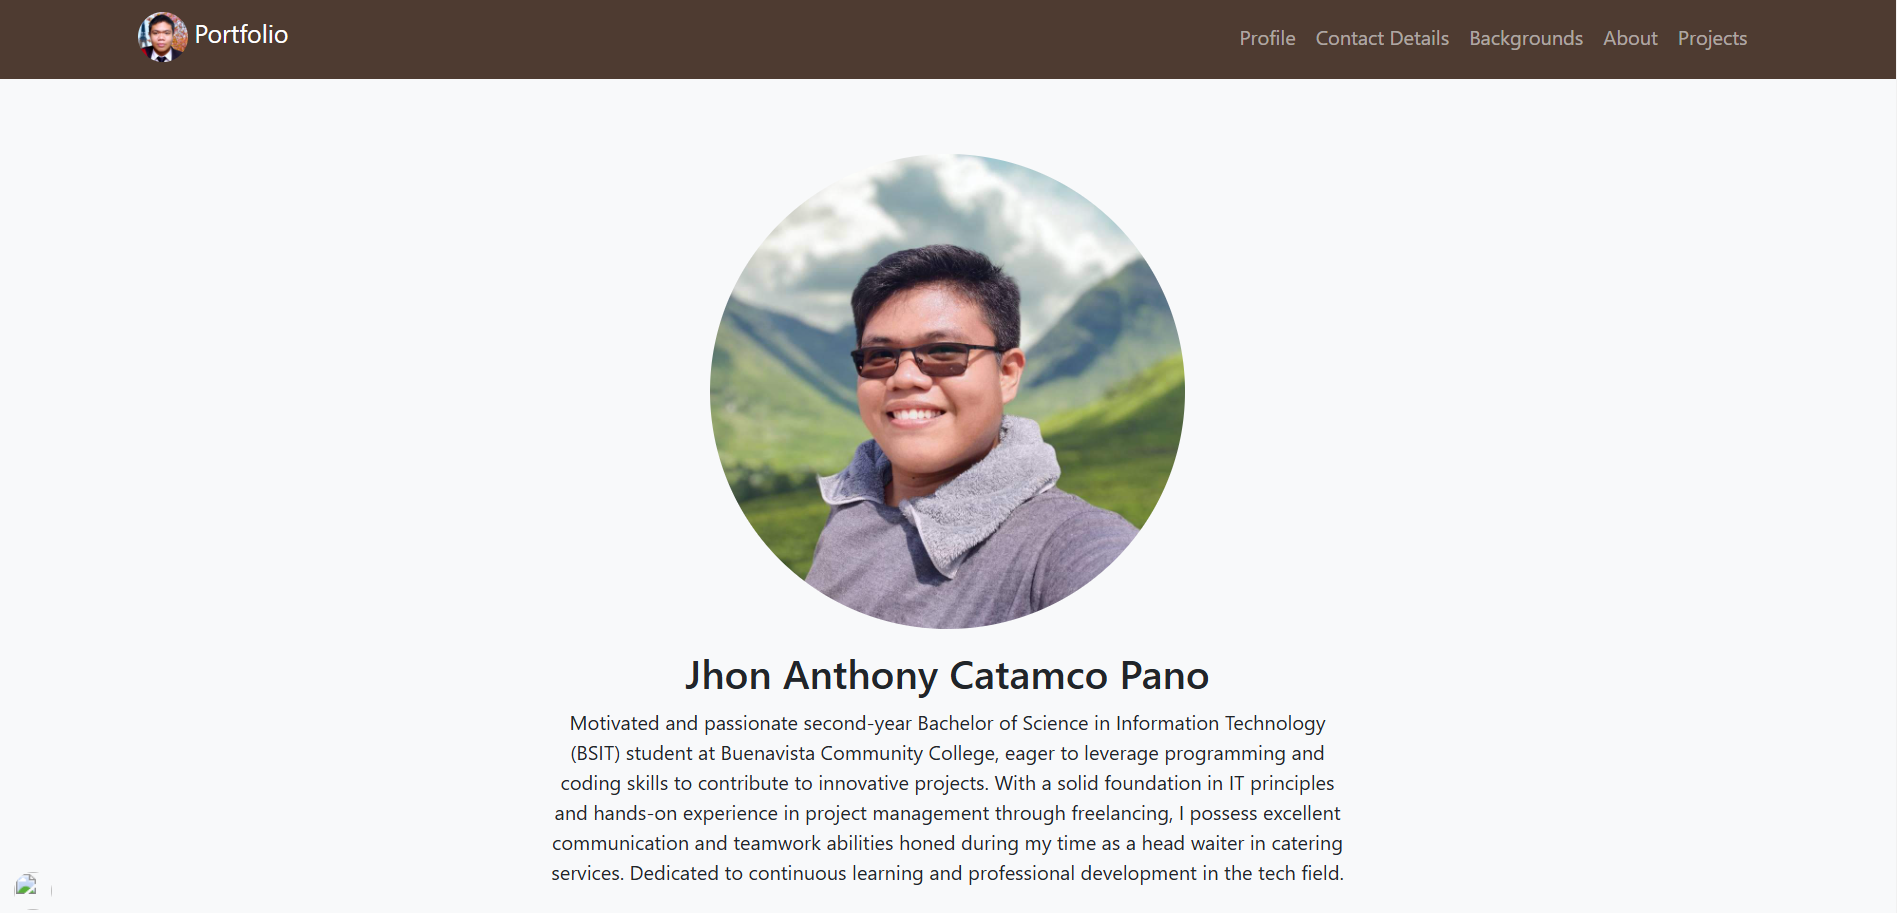 Portfolio
Profile Contact Details Backgrounds About Projects
Jhon Anthony Catamco Pano
Motivated and passionate second-year Bachelor of Science in Information Technology
(BSIT) student at Buenavista Community College, eager to leverage programming and
coding skills to contribute to innovative projects. With a solid foundation in IT principles
and hands-on experience in project management through freelancing, I possess excellent
communication and teamwork abilities honed during my time as a head waiter in catering
services. Dedicated to continuous learning and professional development in the tech field.